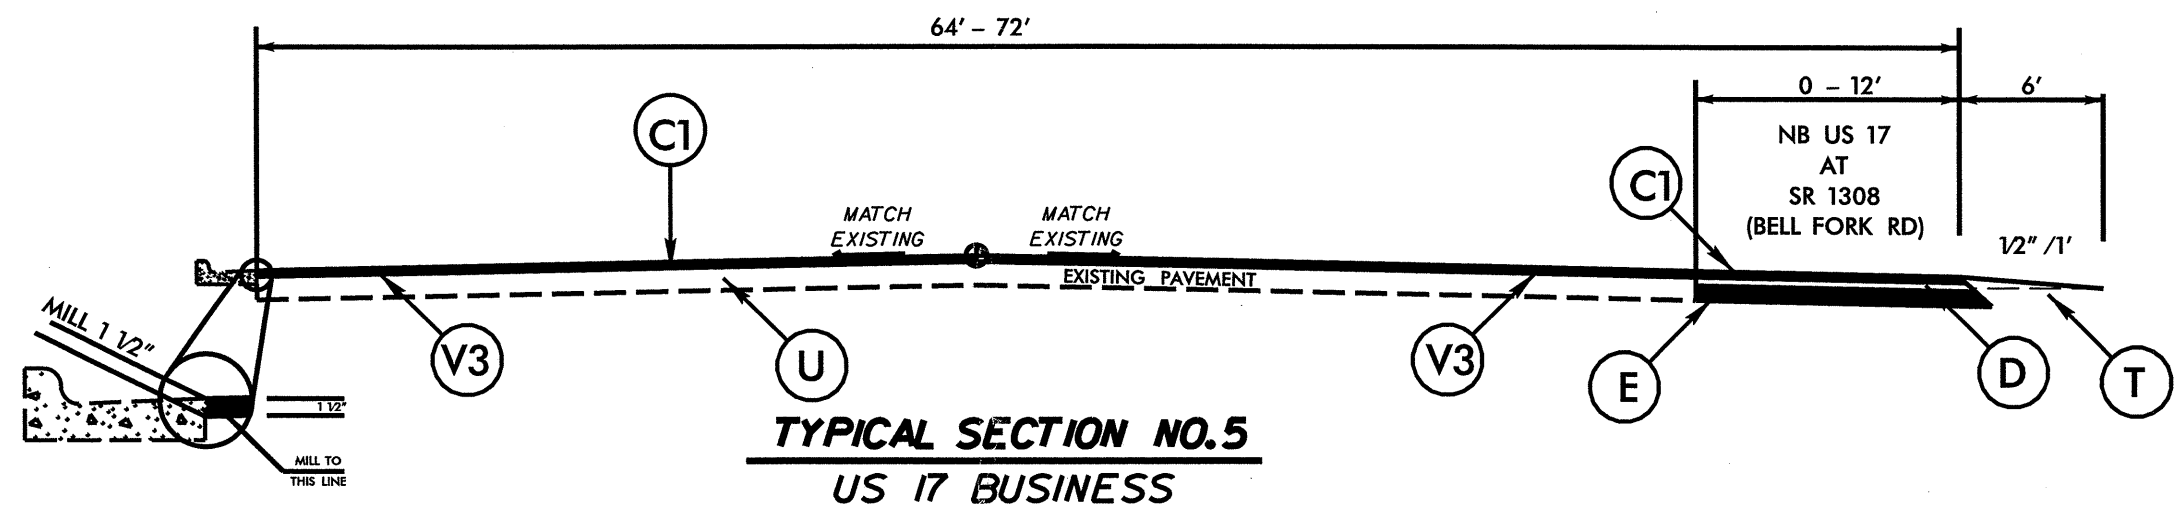 64' – 72'
0 – 12'
6'
NB US 17
AT
SR 1308
(BELL FORK RD)
C1
C1
1/2" /1'
MATCH
EXISTING
MATCH
EXISTING
EXISTING PAVEMENT
MILL 1 1/2"
V3
U
V3
E
D
T
1 1/2"
MILL TO
THIS LINE
TYPICAL SECTION NO.5
US 17 BUSINESS